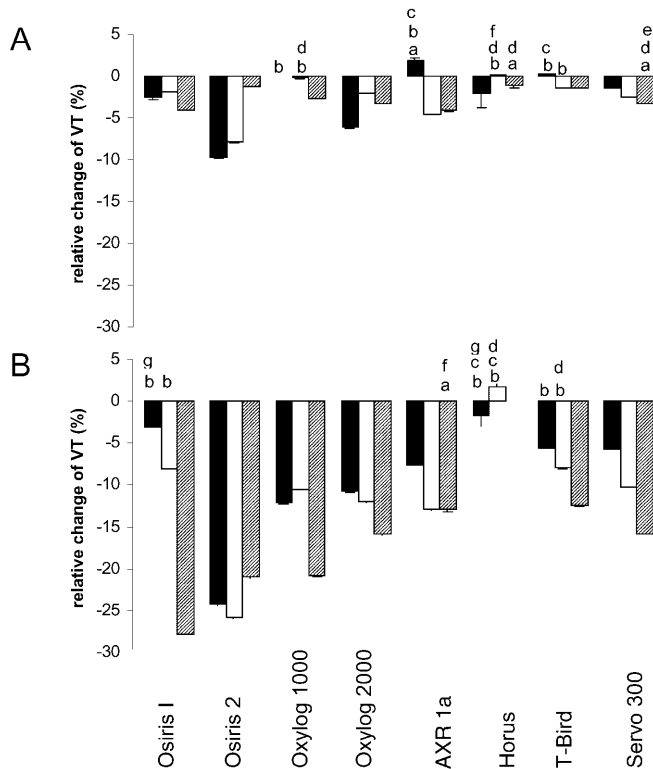 A
relative change of VT (%)
5
0
-5
-10
-15
-20
-25
-30
b
d
b
c
b
a
f
d
b
d
a
c
b
b
e
d
a
B
relative change of VT (%)
5
0
-5
-10
-15
-20
-25
-30
g
b
b
f
a
g
c
b
d
c
b
b
d
b
Osiris I
Osiris 2
Oxylog 1000
Oxylog 2000
AXR 1a
Horus
T-Bird
Servo 300